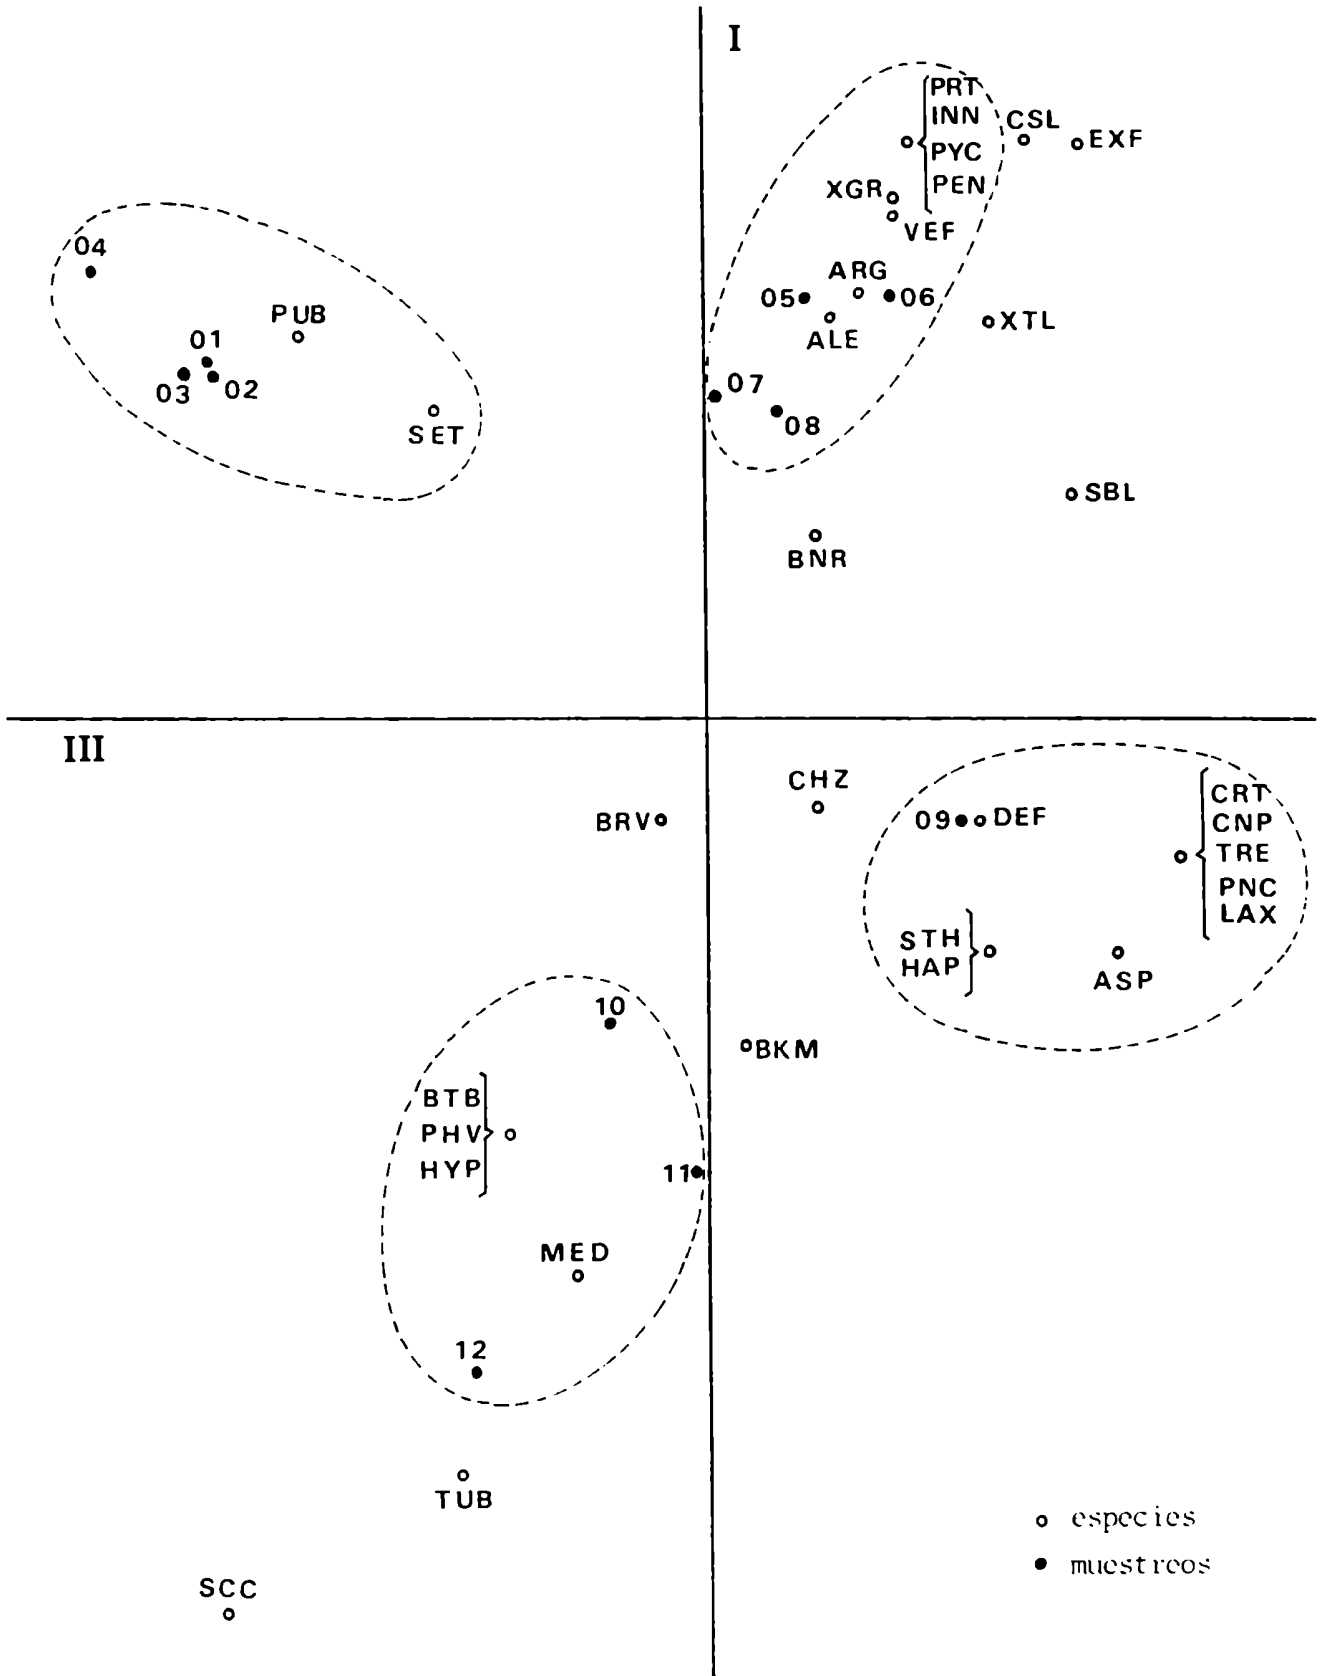 I
PRT
INN
PYC
PEN
CSL
EXF
XGR
VEF
04
ARG
05
06
ALE
XTL
PUB
01
03
02
SET
07
08
SBL
BNR
III
CHZ
BRV
09
DEF
CRT
CNP
TRE
PNC
LAX
STH
HAP
ASP
10
BKM
BTB
PHV
HYP
11
MED
12
TUB
SCC
especies
muestreos